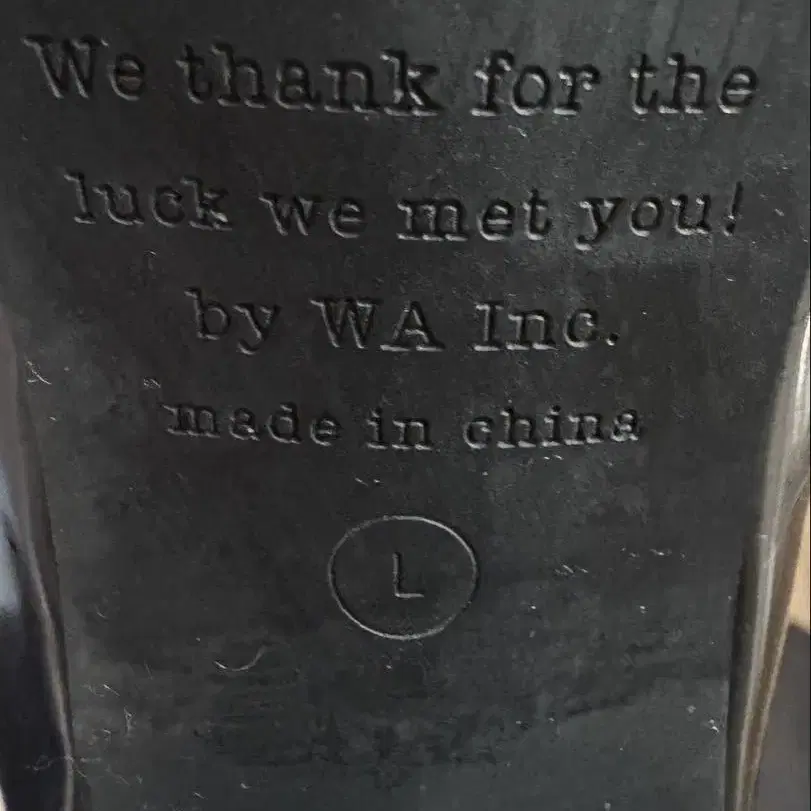 We thank for the
luck we met you!
by WA Inc.
made in china
L